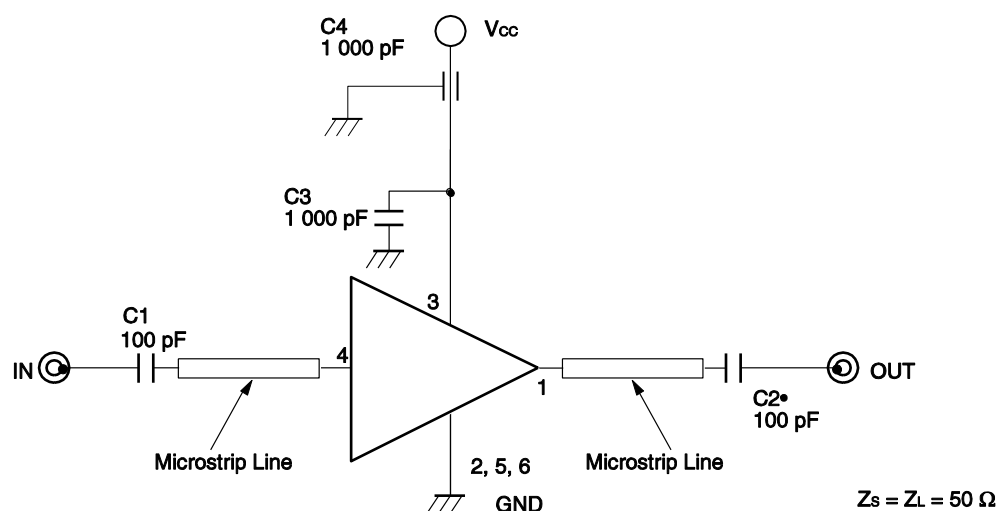 C4
1 000 pF
Vcc
C3
1 000 pF
3
C1
100 pF
IN
4
1
OUT
C2•
100 pF
Microstrip Line
2, 5, 6
Microstrip Line
GND
ZS = ZL = 50 Ω